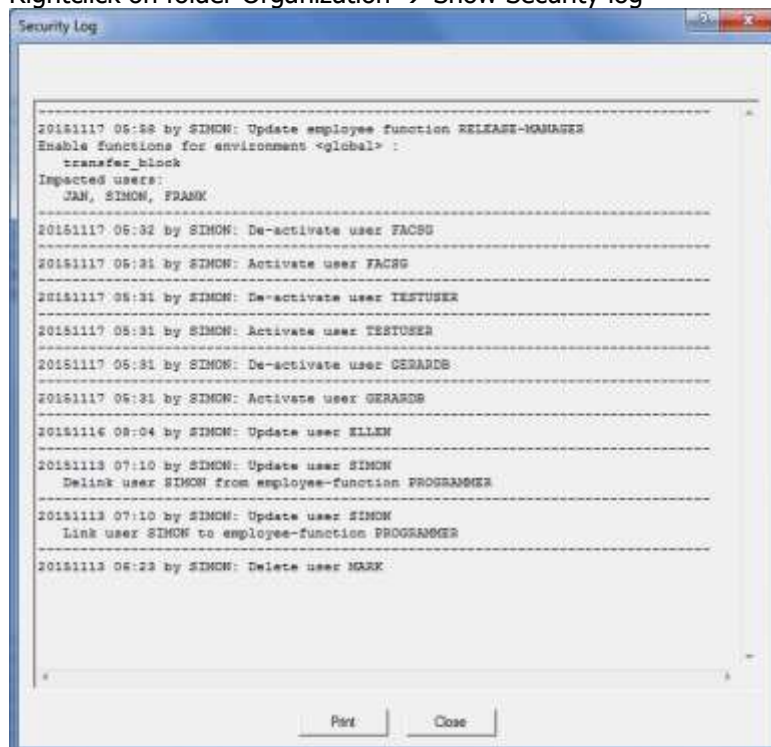 Rightclick on folder Organization → Show Security log
Security Log
20151117 05:58 by SIMON: Update employee function RELEASE-MANAGER
Enable functions for environment <global> :
transfer_block
Impacted users:
JAN, SIMON, FRANK
20151117 05:32 by SIMON: De-activate user FACSG
20151117 05:31 by SIMON: Activate user FACSG
20151117 05:31 by SIMON: De-activate user TESTUSER
20151117 05:31 by SIMON: Activate user TESTUSER
20151117 05:31 by SIMON: De-activate user GERARDB
20151117 05:31 by SIMON: Activate user GERARDB
20151116 08:04 by SIMON: Update user ELLEN
20151113 07:10 by SIMON: Update user SIMON
Delink user SIMON from employee-function PROGRAMMER
20151113 07:10 by SIMON: Update user SIMON
Link user SIMON to employee-function PROGRAMMER
20151113 06:23 by SIMON: Delete user MARK
Print
Close